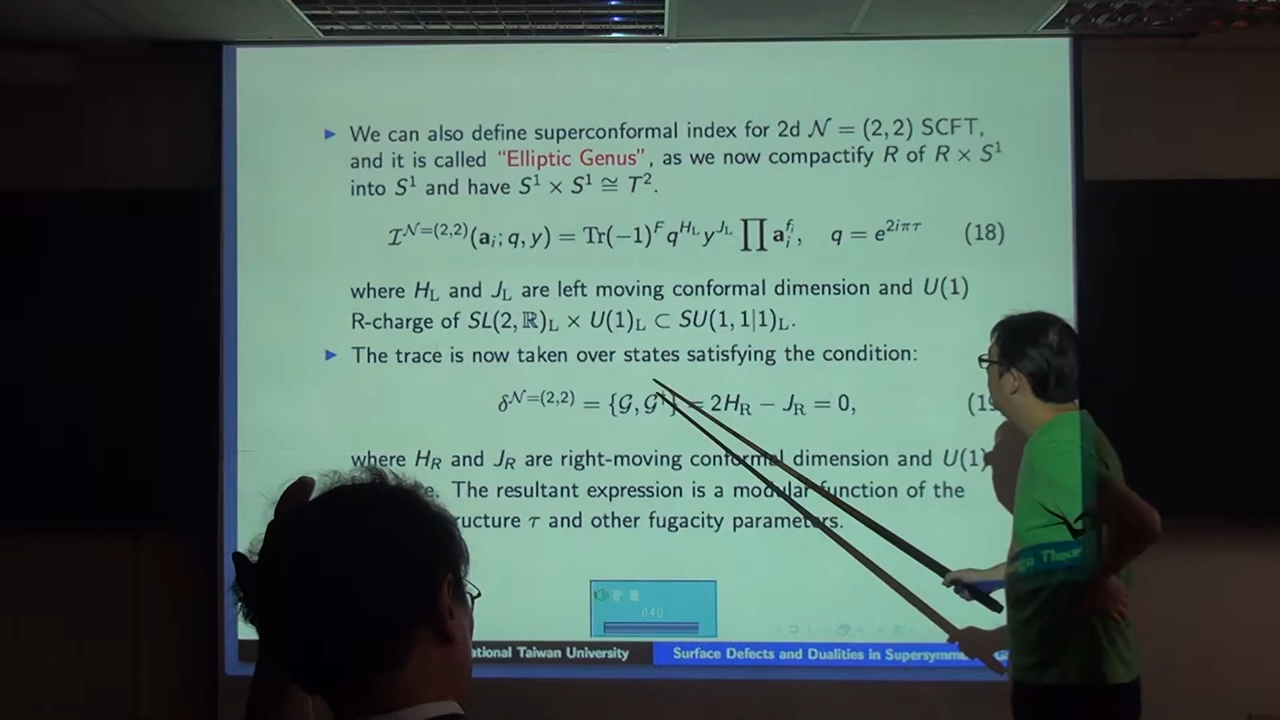 ► We can also define superconformal index for 2d 𝒩 = (2,2) SCFT,
and it is called "Elliptic Genus", as we now compactify R of R × S¹
into S¹ and have S¹ × S¹ ≅ T².
ℐ^{𝒩=(2,2)}(a_i; q, y) = Tr(−1)^F q^{H_L} y^{J_L} ∏ a_i^{f_i}, q = e^{2iπτ} (18)
where H_L and J_L are left moving conformal dimension and U(1)
R-charge of SL(2,ℝ)_L × U(1)_L ⊂ SU(1,1|1)_L.
► The trace is now taken over states satisfying the condition:
δ^{𝒩=(2,2)} = {𝒢, 𝒢†} = 2H_R − J_R = 0,
where H_R and J_R are right-moving conformal dimension and U(1)
The resultant expression is a modular function of the
ucture τ and other fugacity parameters.
音量
040
ational Taiwan University
Surface Defects and Dualities in Supersymme